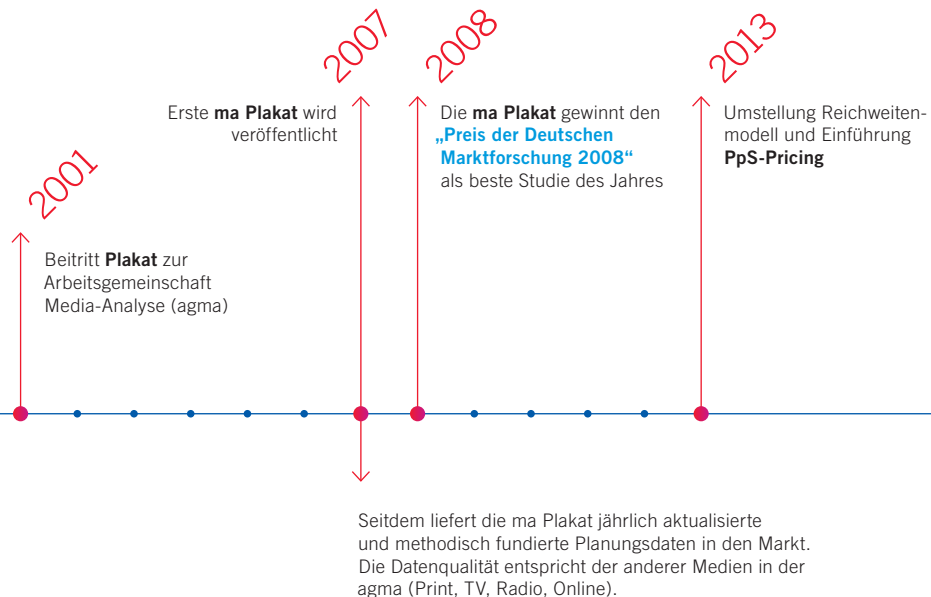 2001
Beitritt Plakat zur
Arbeitsgemeinschaft
Media-Analyse (agma)
2007
Erste ma Plakat wird
veröffentlicht
2008
Die ma Plakat gewinnt den
„Preis der Deutschen
Marktforschung 2008“
als beste Studie des Jahres
2013
Umstellung Reichweiten-
modell und Einführung
PpS-Pricing
Seitdem liefert die ma Plakat jährlich aktualisierte
und methodisch fundierte Planungsdaten in den Markt.
Die Datenqualität entspricht der anderer Medien in der
agma (Print, TV, Radio, Online).